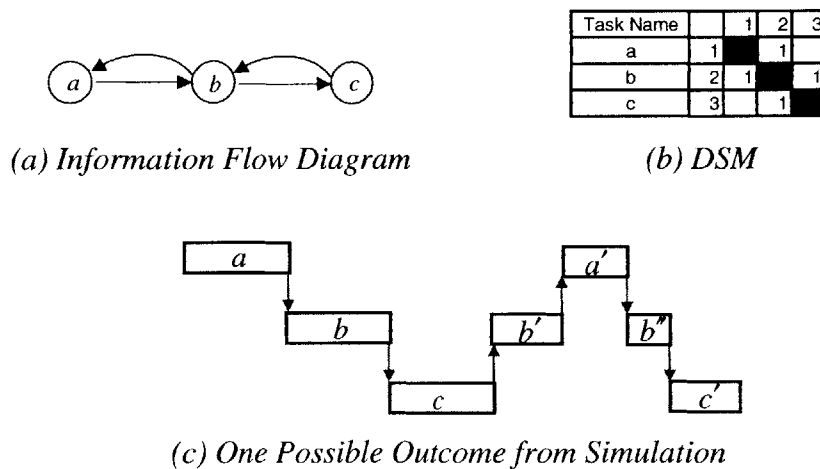 a b c
(a) Information Flow Diagram
Task Name 1 2 3
a 1 1
b 2 1 1
c 3 1
(b) DSM
a a′
b b′ b″
c c′
(c) One Possible Outcome from Simulation